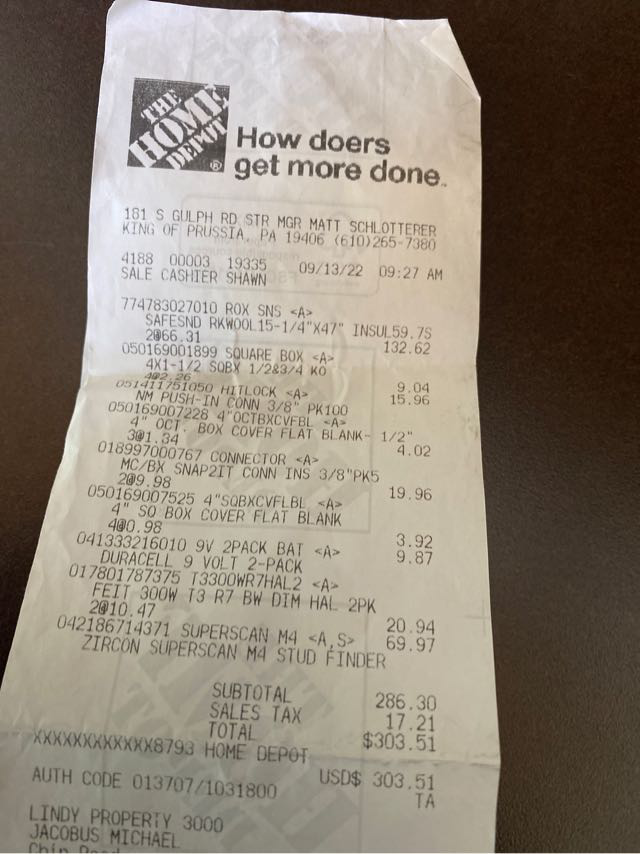 THE
HOME
DEPOT®
How doers
get more done.™
181 S GULPH RD STR MGR MATT SCHLOTTERER
KING OF PRUSSIA, PA 19406 (610)265-7380
4188 00003 19335 09/13/22 09:27 AM
SALE CASHIER SHAWN
774783027010 ROX SNS <A>
SAFESND RKWOOL15-1/4"X47" INSUL59.7S
2@66.31 132.62
050169001899 SQUARE BOX <A>
4X1-1/2 SQBX 1/2&3/4 KO
4@2.26 9.04
051411751050 HITLOCK <A> 15.96
NM PUSH-IN CONN 3/8" PK100
050169007228 4"OCTBXCVFBL <A>
4" OCT. BOX COVER FLAT BLANK- 1/2"
3@1.34 4.02
018997000767 CONNECTOR <A>
MC/BX SNAP2IT CONN INS 3/8"PK5
2@9.98 19.96
050169007525 4"SQBXCVFLBL <A>
4" SQ BOX COVER FLAT BLANK
4@0.98 3.92
041333216010 9V 2PACK BAT <A> 9.87
DURACELL 9 VOLT 2-PACK
017801787375 T3300WR7HAL2 <A>
FEIT 300W T3 R7 BW DIM HAL 2PK
2@10.47 20.94
042186714371 SUPERSCAN M4 <A,S> 69.97
ZIRCON SUPERSCAN M4 STUD FINDER
SUBTOTAL 286.30
SALES TAX 17.21
TOTAL $303.51
XXXXXXXXXXXX8793 HOME DEPOT
USD$ 303.51
AUTH CODE 013707/1031800 TA
LINDY PROPERTY 3000
JACOBUS MICHAEL
Chip